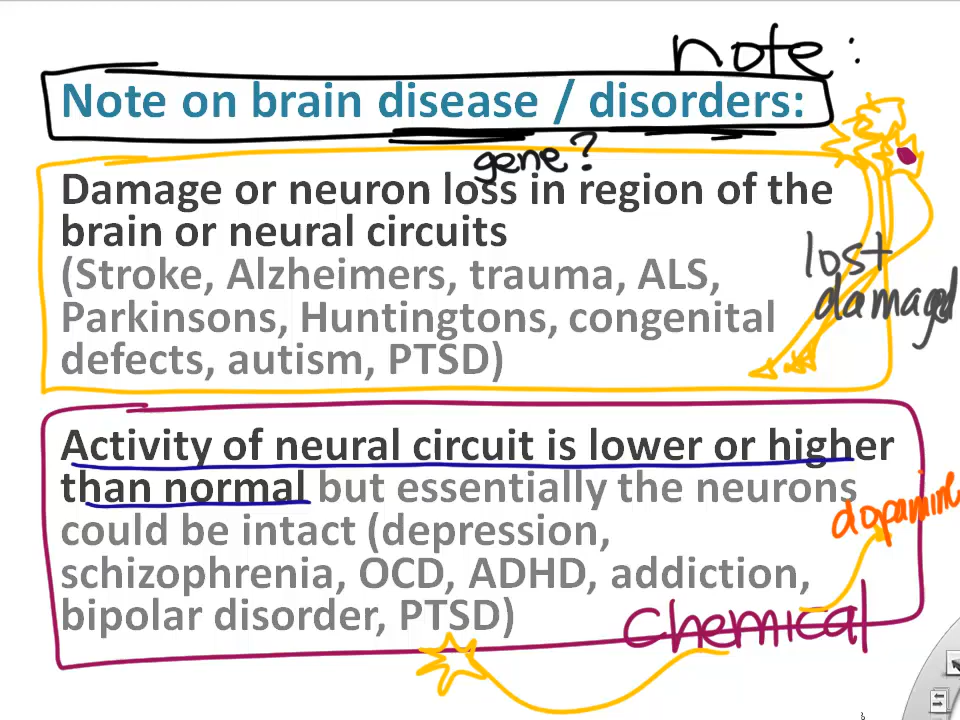 note:
Note on brain disease / disorders:
gene?
Damage or neuron loss in region of the
brain or neural circuits
(Stroke, Alzheimers, trauma, ALS,
Parkinsons, Huntingtons, congenital
defects, autism, PTSD)
lost
damaged
Activity of neural circuit is lower or higher
than normal but essentially the neurons
could be intact (depression,
schizophrenia, OCD, ADHD, addiction,
bipolar disorder, PTSD)
dopamine
chemical